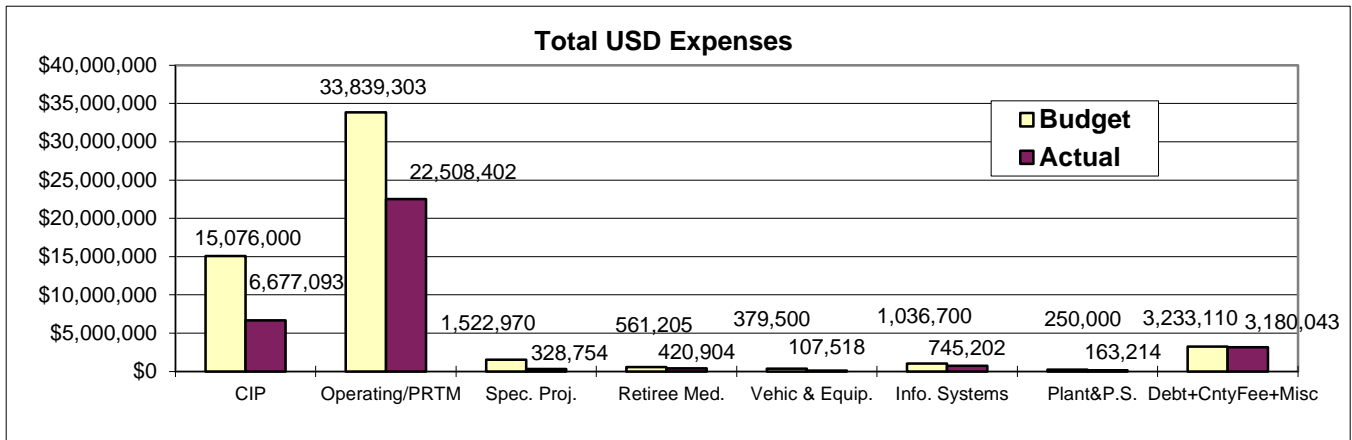 Total USD Expenses
$40,000,000
$35,000,000
$30,000,000
$25,000,000
$20,000,000
$15,000,000
$10,000,000
$5,000,000
$0
33,839,303
22,508,402
15,076,000
6,677,093
1,522,970
328,754
561,205
420,904
379,500
107,518
1,036,700
745,202
250,000
163,214
3,233,110
3,180,043
Budget
Actual
CIP
Operating/PRTM
Spec. Proj.
Retiree Med.
Vehic & Equip.
Info. Systems
Plant&P.S.
Debt+CntyFee+Misc